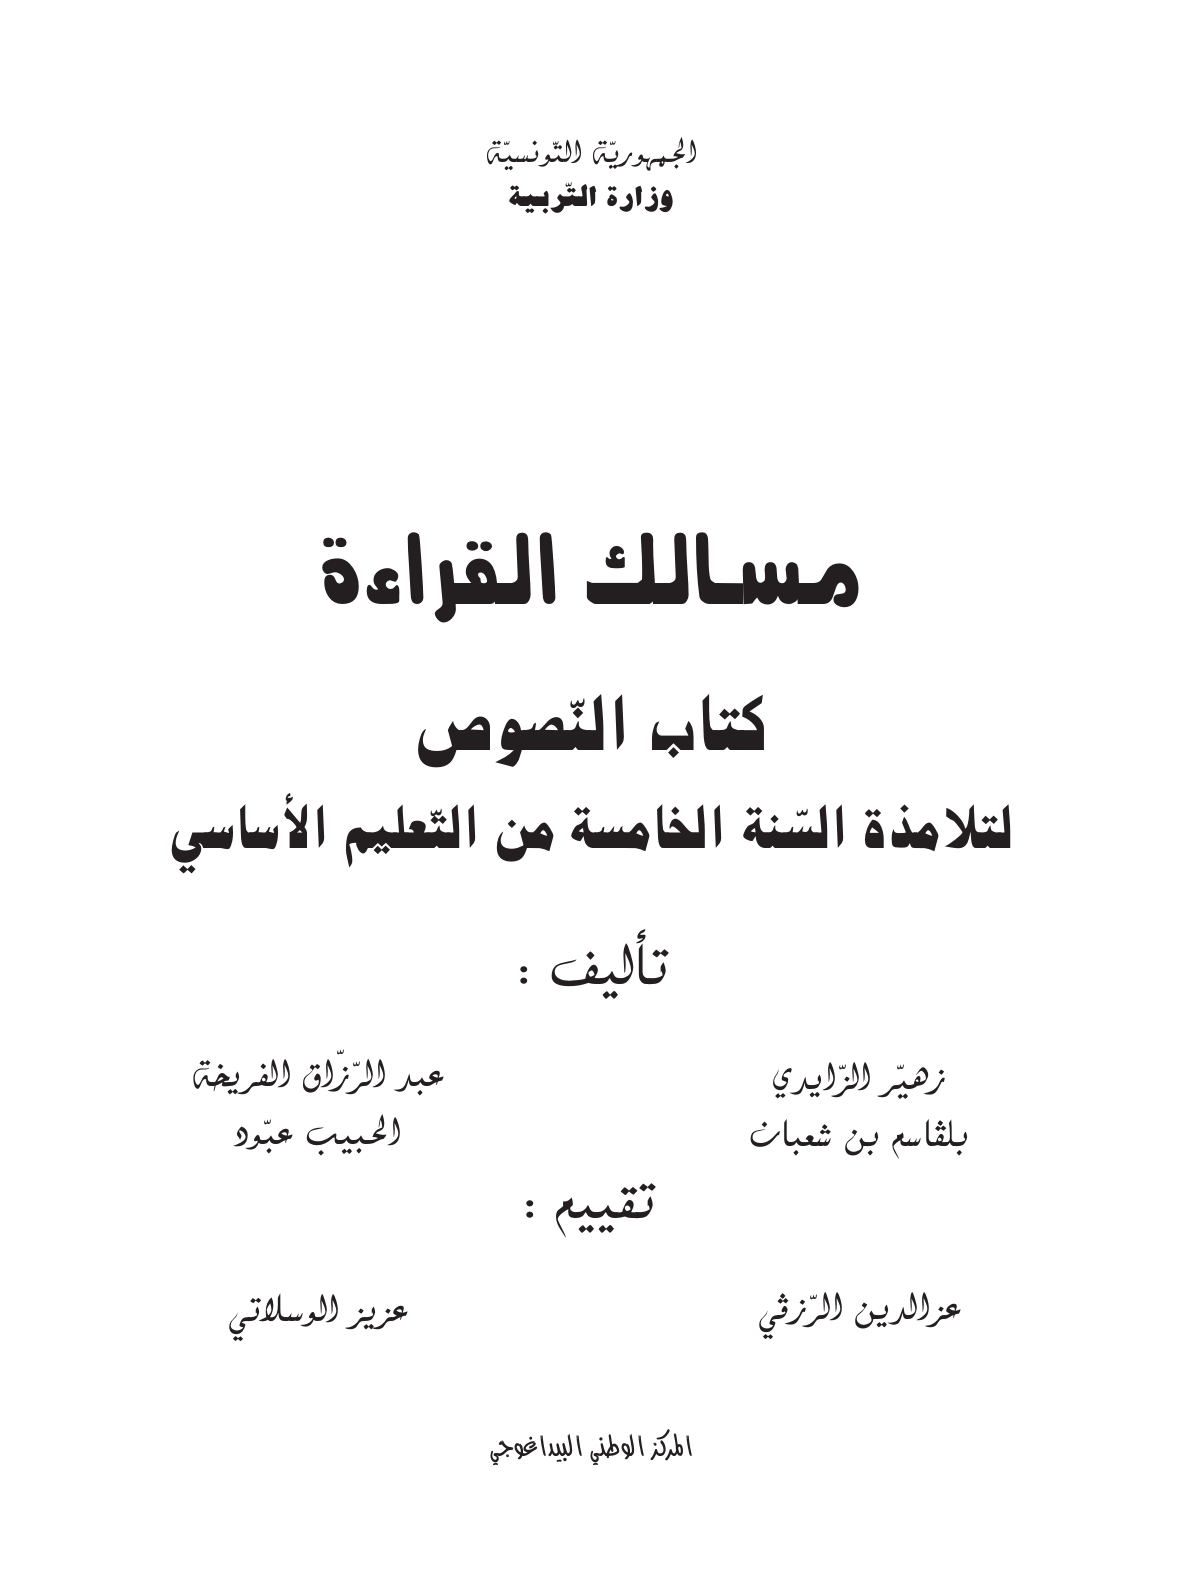 الجمهوريّة التّونسيّة
وزارة التّربية
مسالك القراءة
كتاب النّصوص
لتلامذة السّنة الخامسة من التّعليم الأساسي
تأليف :
زهيّر الزّايدي عبد الرّزّاق الفريخة
بلڤاسم بن شعبان الحبيب عبّود
تقييم :
عزالدين الرّزڤي عزيز الوسلاتي
المركز الوطني البيداغوجي